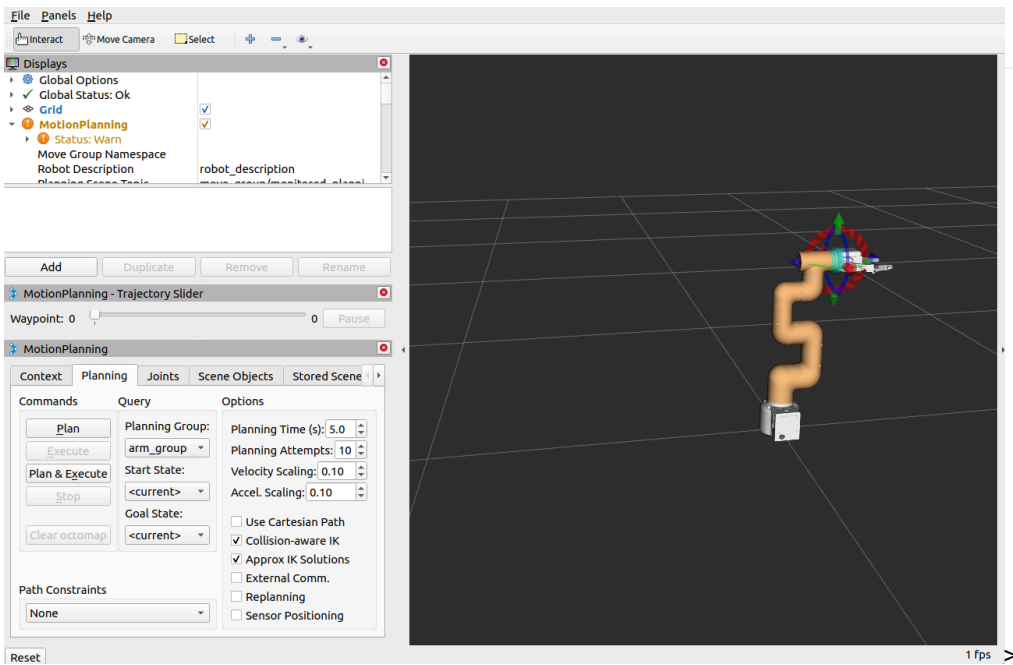 File Panels Help
Interact Move Camera Select
Displays
Global Options
Global Status: Ok
Grid
MotionPlanning
Status: Warn
Move Group Namespace
Robot Description robot_description
Planning Scene Topic move_group/monitored_planni...
Add Duplicate Remove Rename
MotionPlanning - Trajectory Slider
Waypoint: 0 0 Pause
MotionPlanning
Context Planning Joints Scene Objects Stored Scene
Commands Query Options
Plan Planning Group: Planning Time (s): 5.0
Execute arm_group Planning Attempts: 10
Plan & Execute Start State: Velocity Scaling: 0.10
Stop <current> Accel. Scaling: 0.10
Goal State: Use Cartesian Path
Clear octomap <current> Collision-aware IK
Approx IK Solutions
External Comm.
Path Constraints Replanning
None Sensor Positioning
Reset 1 fps >